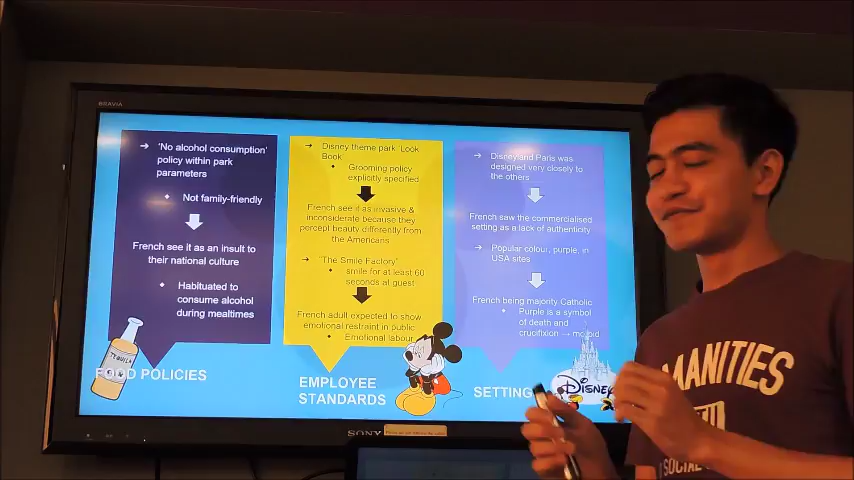 BRAVIA
'No alcohol consumption'
policy within park
parameters
Not family-friendly
French see it as an insult to
their national culture
Habituated to
consume alcohol
during mealtimes
TEQUILA
FOOD POLICIES
Disney theme park 'Look
Book'
Grooming policy
explicitly specified
French see it as invasive &
inconsiderate because they
percept beauty differently from
the Americans
"The Smile Factory"
smile for at least 60
seconds at guest
French adult expected to show
emotional restraint in public
Emotional labour
EMPLOYEE
STANDARDS
Disneyland Paris was
designed very closely to
the others
French saw the commercialised
setting as a lack of authenticity
Popular colour, purple, in
USA sites
French being majority Catholic
Purple is a symbol
of death and
crucifixion → morbid
SETTING
DISNEY
SONY
MANITIES
SOCIAL